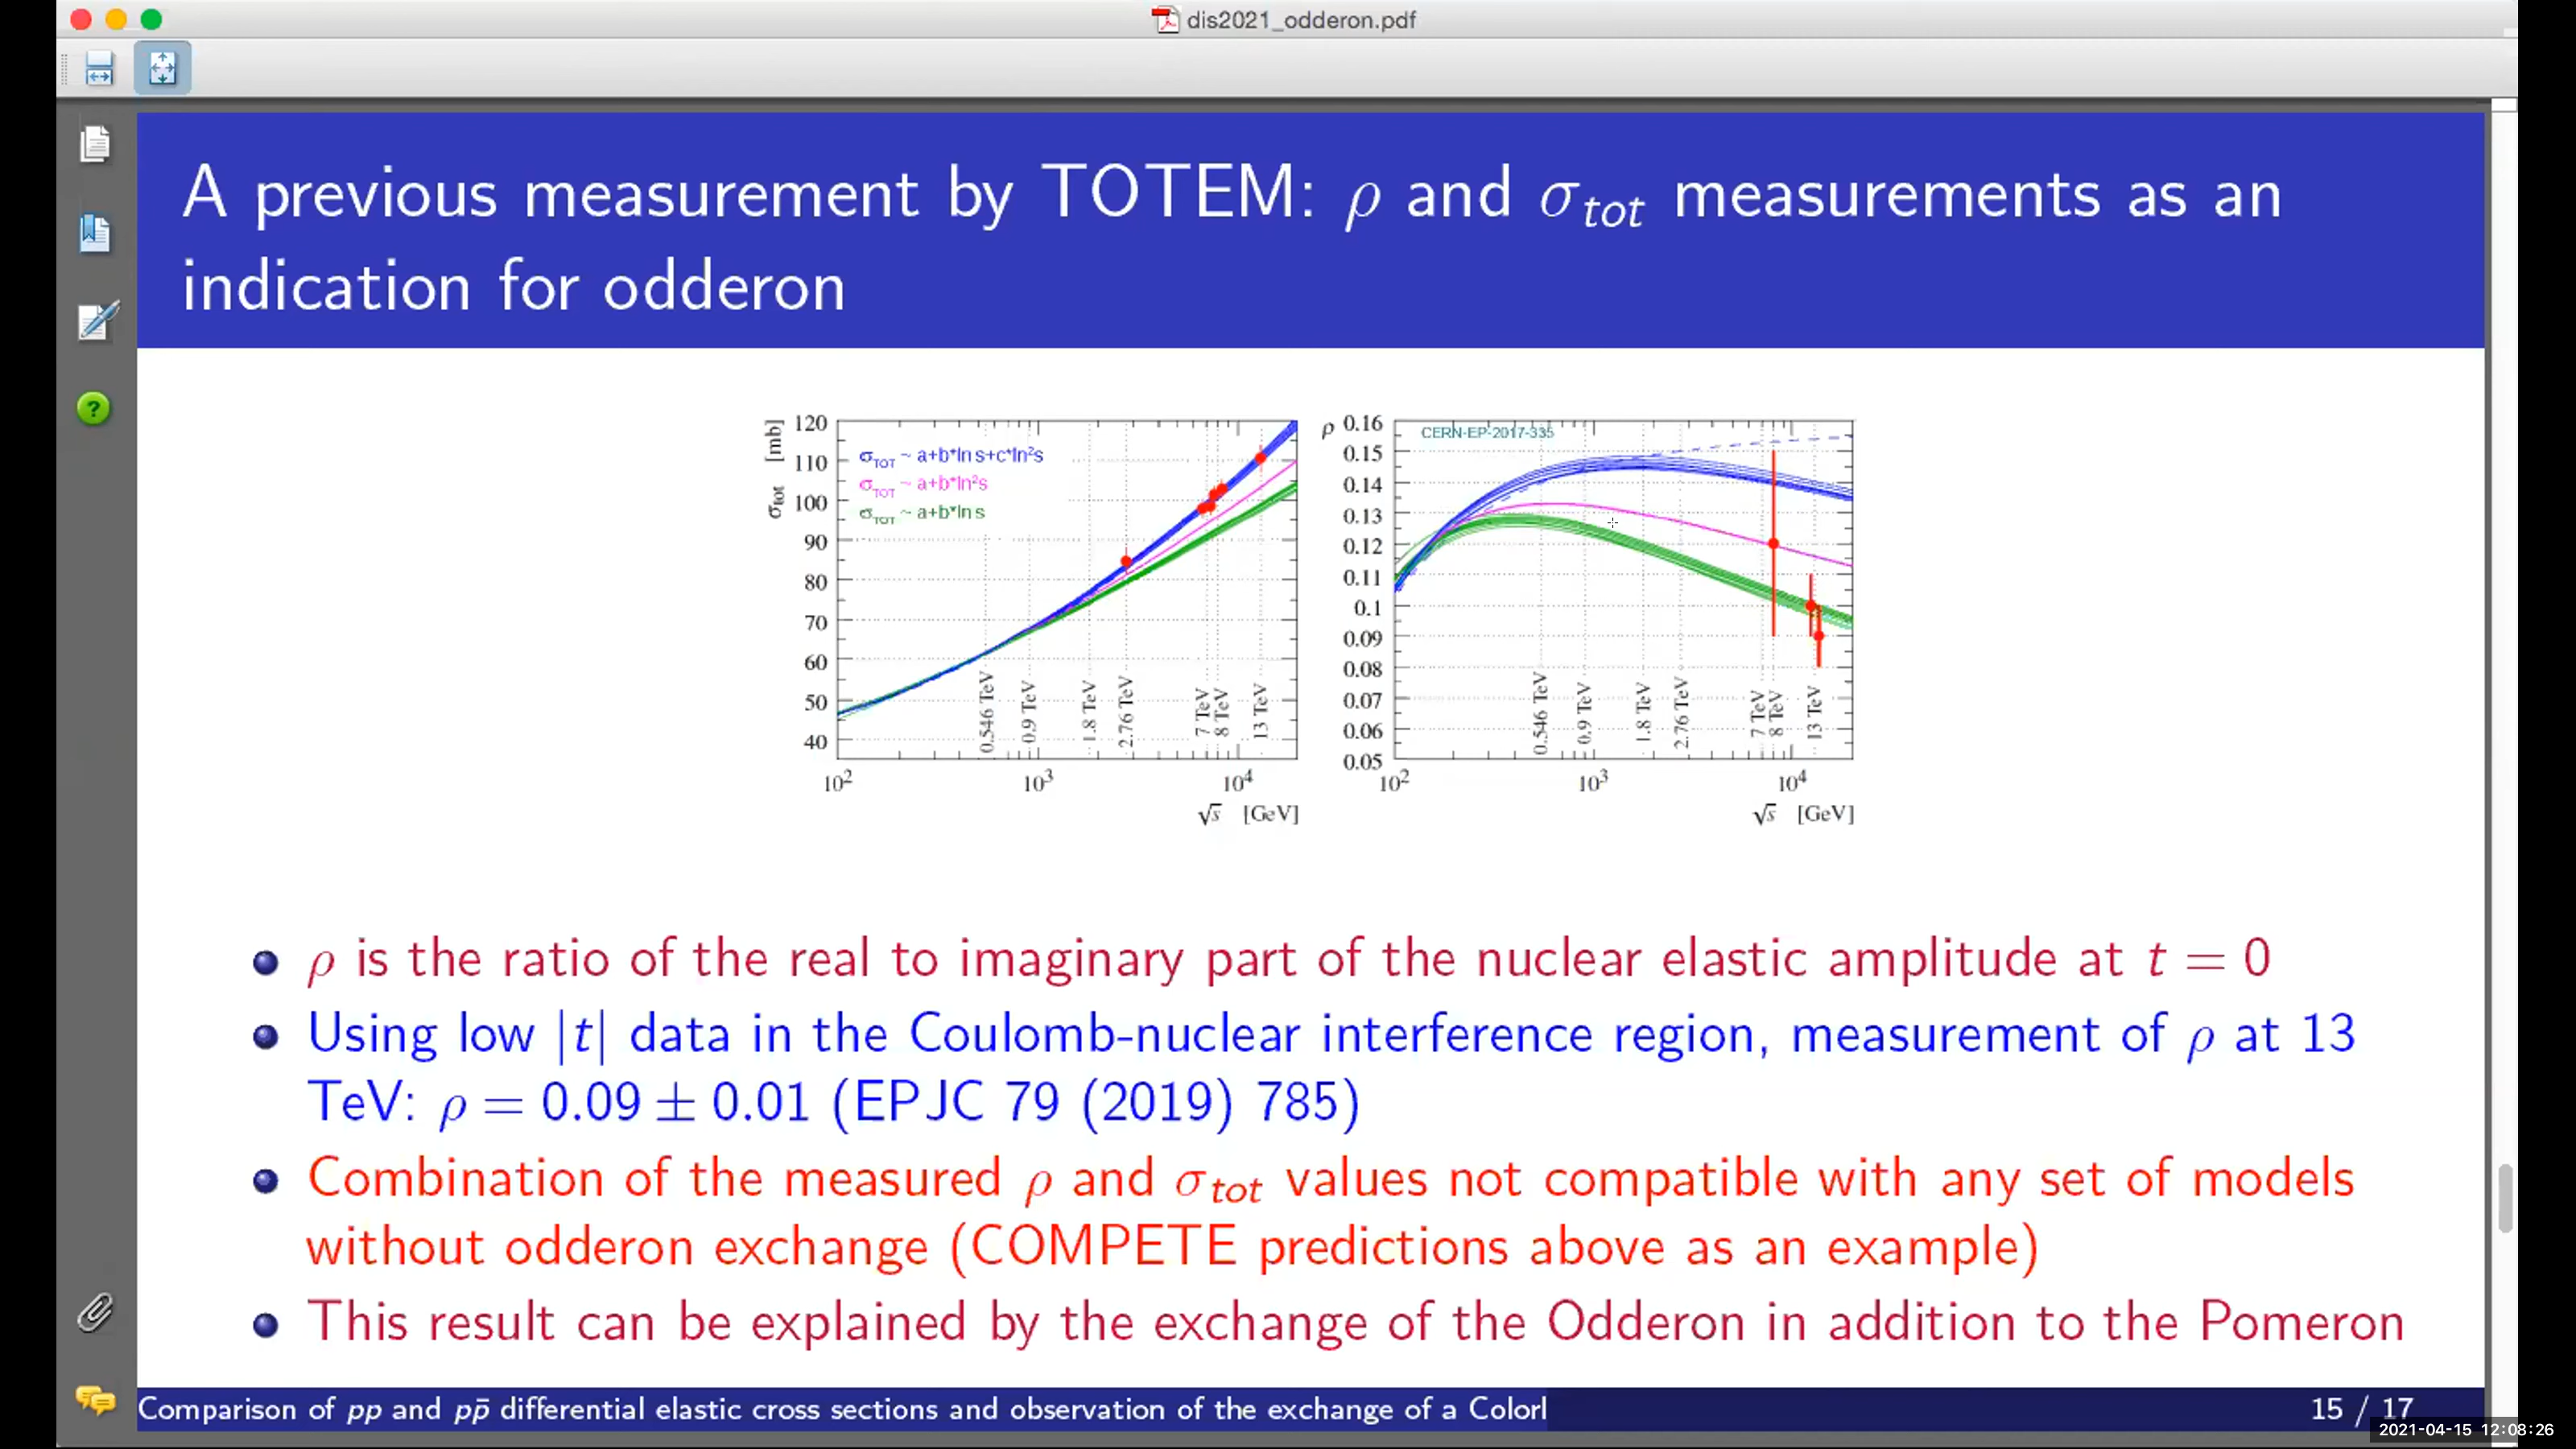 dis2021_odderon.pdf
A previous measurement by TOTEM: ρ and σ_tot measurements as an
indication for odderon
σ_tot [mb]
120
110
100
90
80
70
60
50
40
σ_TOT ~ a+b*ln s+c*ln²s
σ_TOT ~ a+b*ln²s
σ_TOT ~ a+b*ln s
0.546 TeV
0.9 TeV
1.8 TeV
2.76 TeV
7 TeV
8 TeV
13 TeV
10² 10³ 10⁴
√s [GeV]
ρ
0.16
0.15
0.14
0.13
0.12
0.11
0.1
0.09
0.08
0.07
0.06
0.05
CERN-EP-2017-335
0.546 TeV
0.9 TeV
1.8 TeV
2.76 TeV
7 TeV
8 TeV
13 TeV
10² 10³ 10⁴
√s [GeV]
ρ is the ratio of the real to imaginary part of the nuclear elastic amplitude at t = 0
Using low |t| data in the Coulomb-nuclear interference region, measurement of ρ at 13
TeV: ρ = 0.09 ± 0.01 (EPJC 79 (2019) 785)
Combination of the measured ρ and σ_tot values not compatible with any set of models
without odderon exchange (COMPETE predictions above as an example)
This result can be explained by the exchange of the Odderon in addition to the Pomeron
Comparison of pp and pp̄ differential elastic cross sections and observation of the exchange of a Colorl
15 / 17
2021-04-15 12:08:26